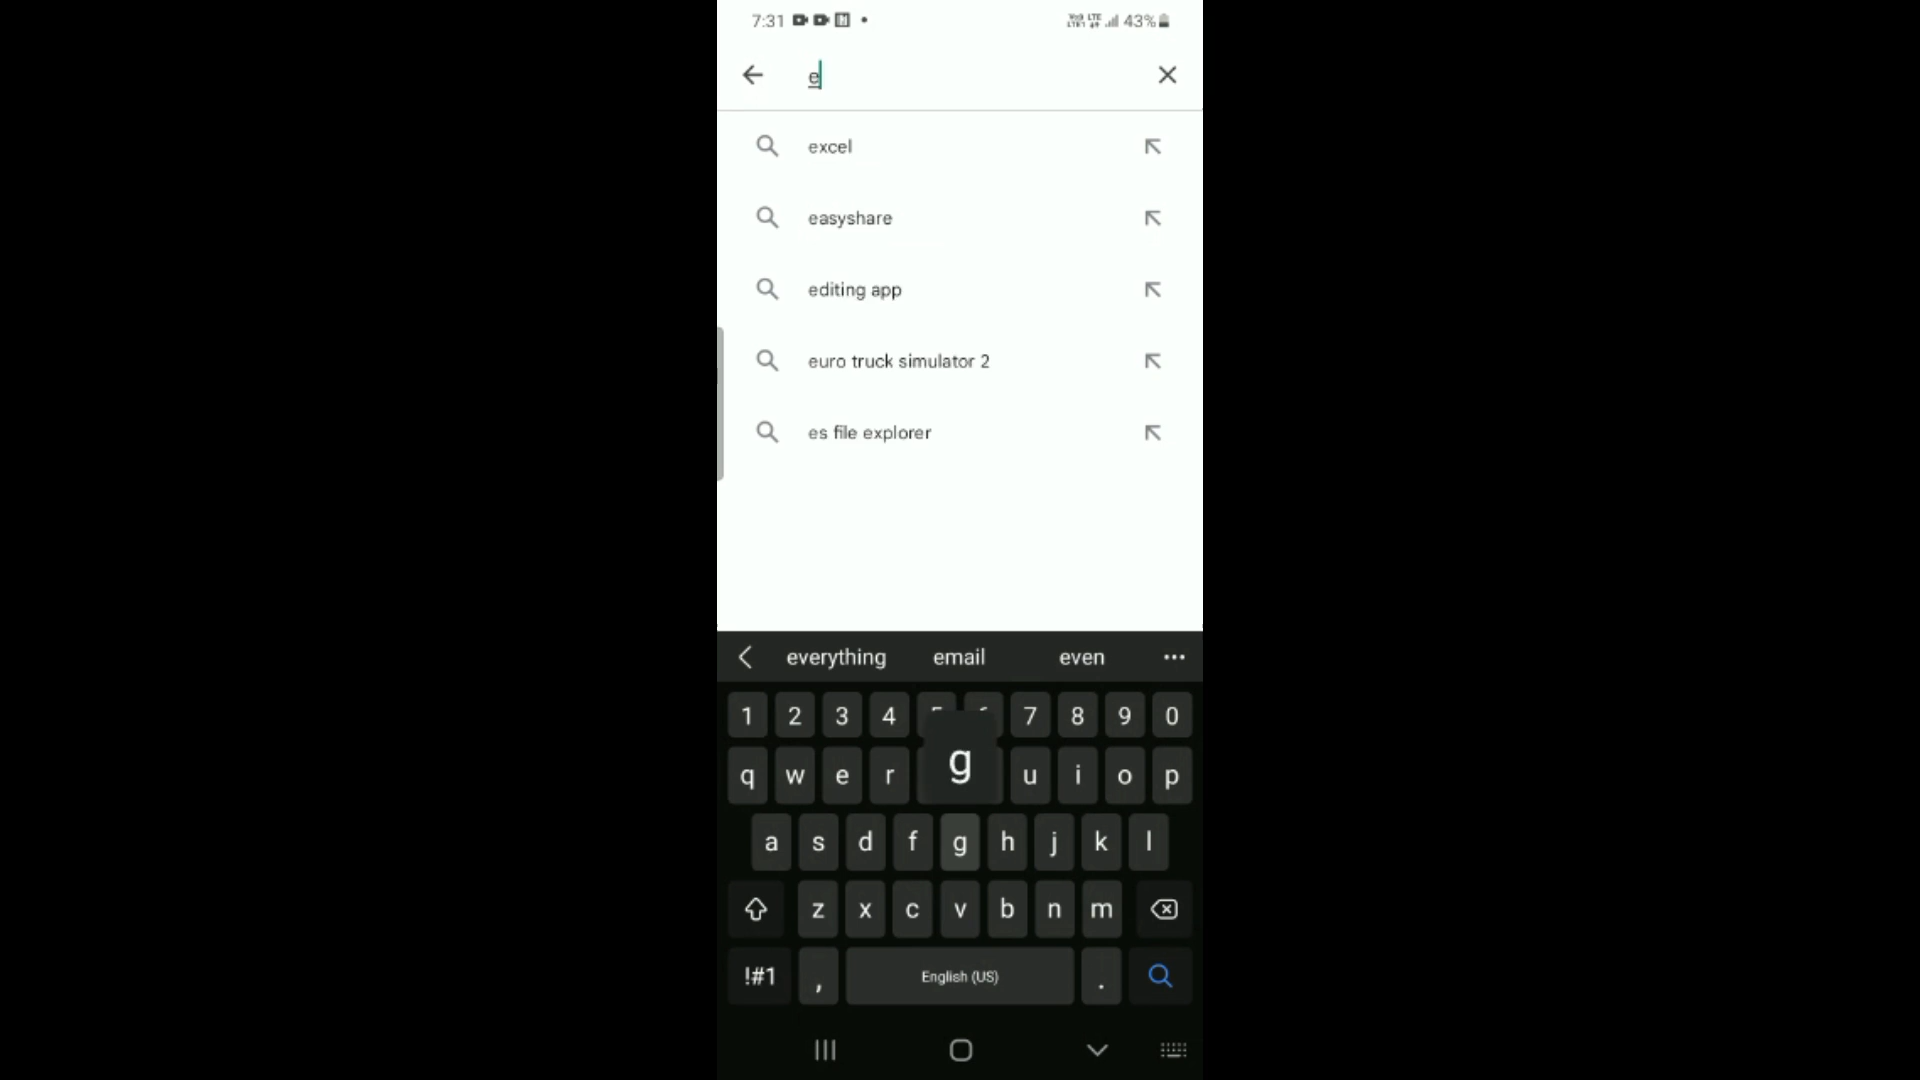 7:31 43%
e
excel
easyshare
editing app
euro truck simulator 2
es file explorer
everything email even
1 2 3 4 7 8 9 0
q w e r g u i o p
a s d f g h j k l
z x c v b n m
!#1 , English (US) .